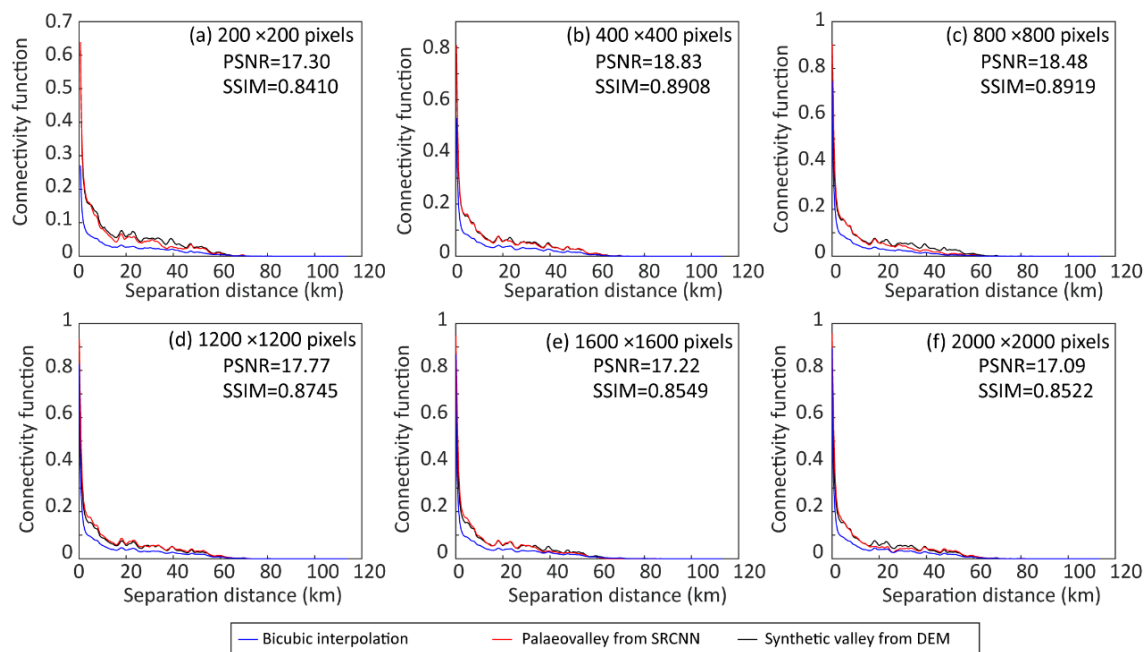 (a) 200 ×200 pixels
PSNR=17.30
SSIM=0.8410
Connectivity function
0.7
0.6
0.5
0.4
0.3
0.2
0.1
0
0 20 40 60 80 100 120
Separation distance (km)
(b) 400 ×400 pixels
PSNR=18.83
SSIM=0.8908
Connectivity function
0.8
0.6
0.4
0.2
0
0 20 40 60 80 100 120
Separation distance (km)
(c) 800 ×800 pixels
PSNR=18.48
SSIM=0.8919
Connectivity function
1
0.8
0.6
0.4
0.2
0
0 20 40 60 80 100 120
Separation distance (km)
(d) 1200 ×1200 pixels
PSNR=17.77
SSIM=0.8745
Connectivity function
1
0.8
0.6
0.4
0.2
0
0 20 40 60 80 100 120
Separation distance (km)
(e) 1600 ×1600 pixels
PSNR=17.22
SSIM=0.8549
Connectivity function
1
0.8
0.6
0.4
0.2
0
0 20 40 60 80 100 120
Separation distance (km)
(f) 2000 ×2000 pixels
PSNR=17.09
SSIM=0.8522
Connectivity function
1
0.8
0.6
0.4
0.2
0
0 20 40 60 80 100 120
Separation distance (km)
Bicubic interpolation
Palaeovalley from SRCNN
Synthetic valley from DEM